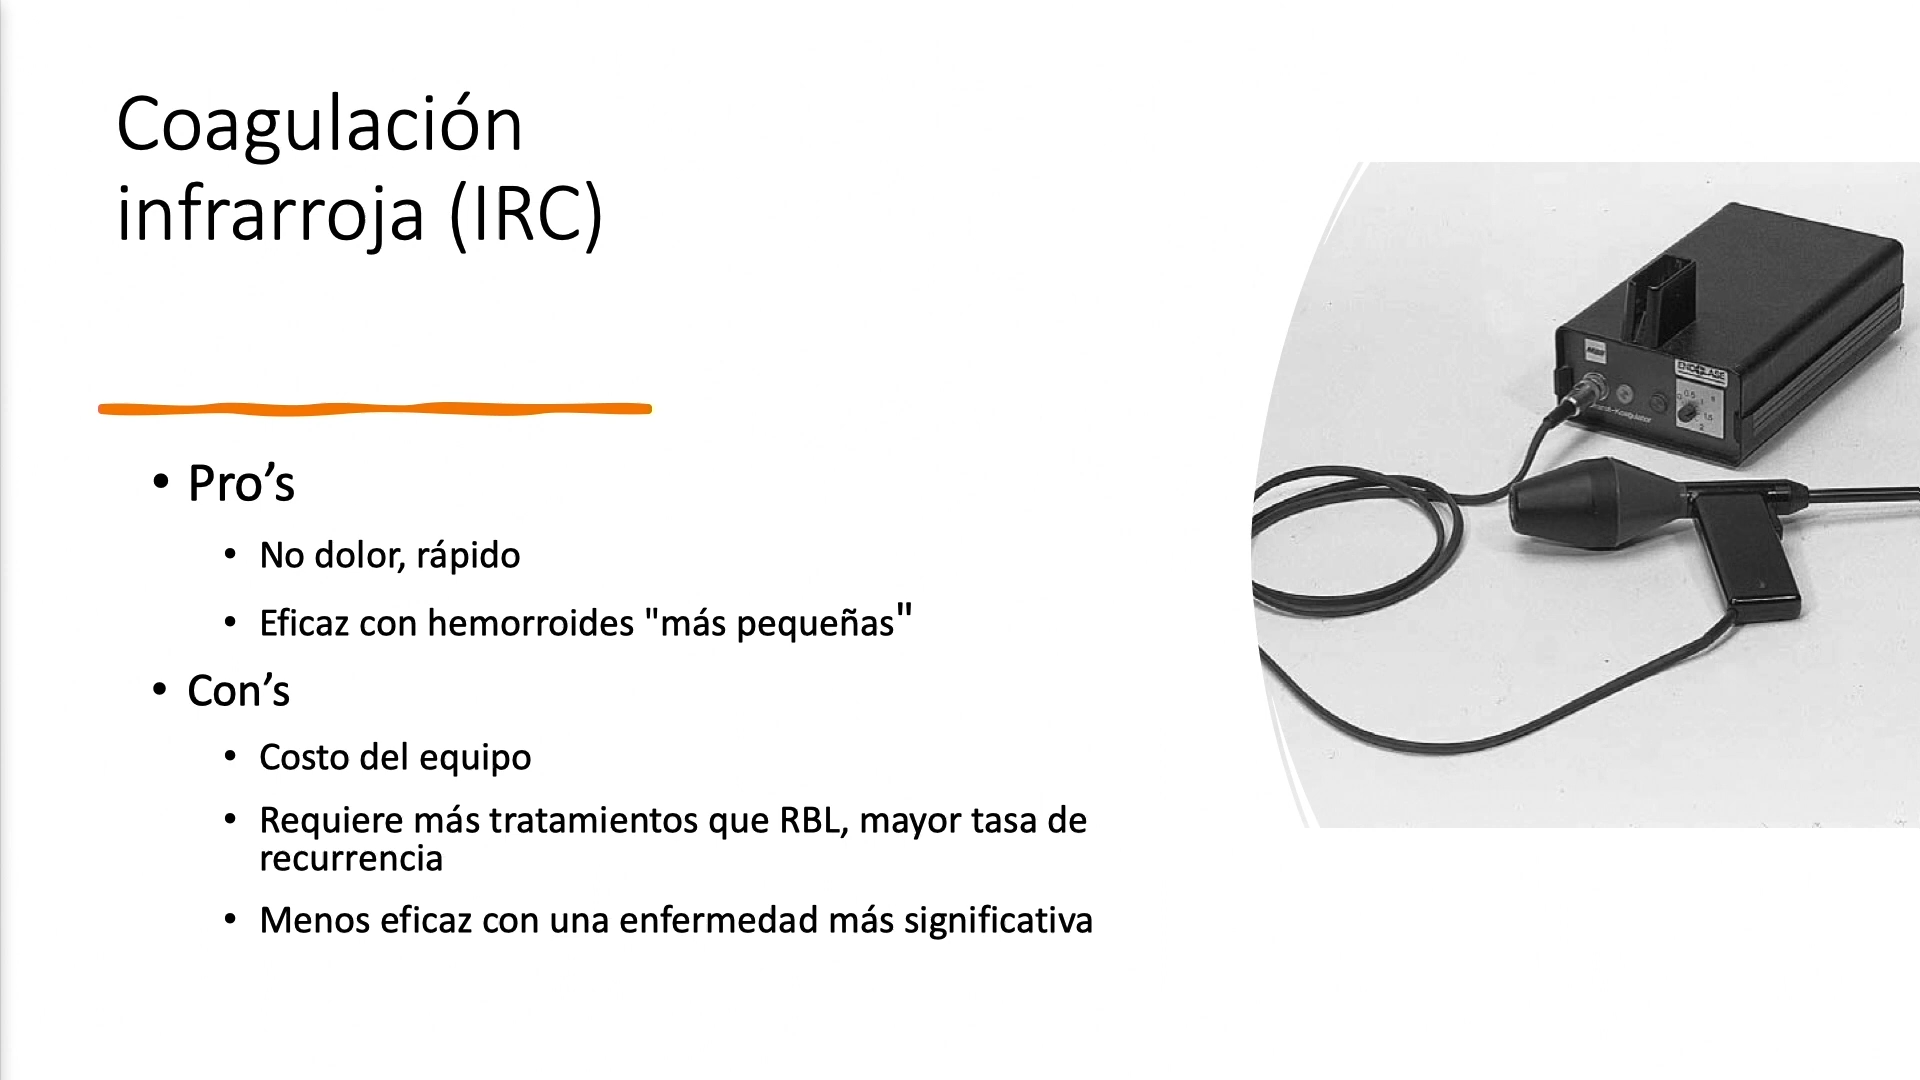 Coagulación
infrarroja (IRC)
• Pro’s
• No dolor, rápido
• Eficaz con hemorroides "más pequeñas"
• Con’s
• Costo del equipo
• Requiere más tratamientos que RBL, mayor tasa de
recurrencia
• Menos eficaz con una enfermedad más significativa